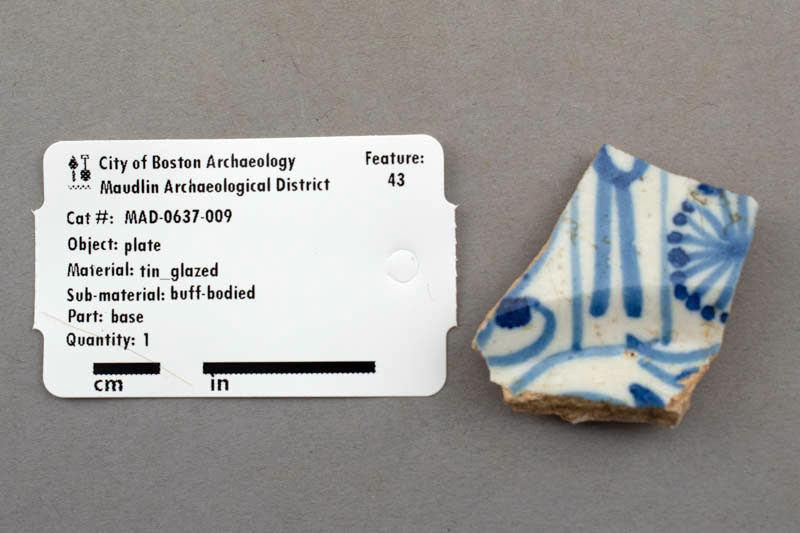 City of Boston Archaeology
Maudlin Archaeological District
Feature:
43
Cat #: MAD-0637-009
Object: plate
Material: tin_glazed
Sub-material: buff-bodied
Part: base
Quantity: 1
cm in